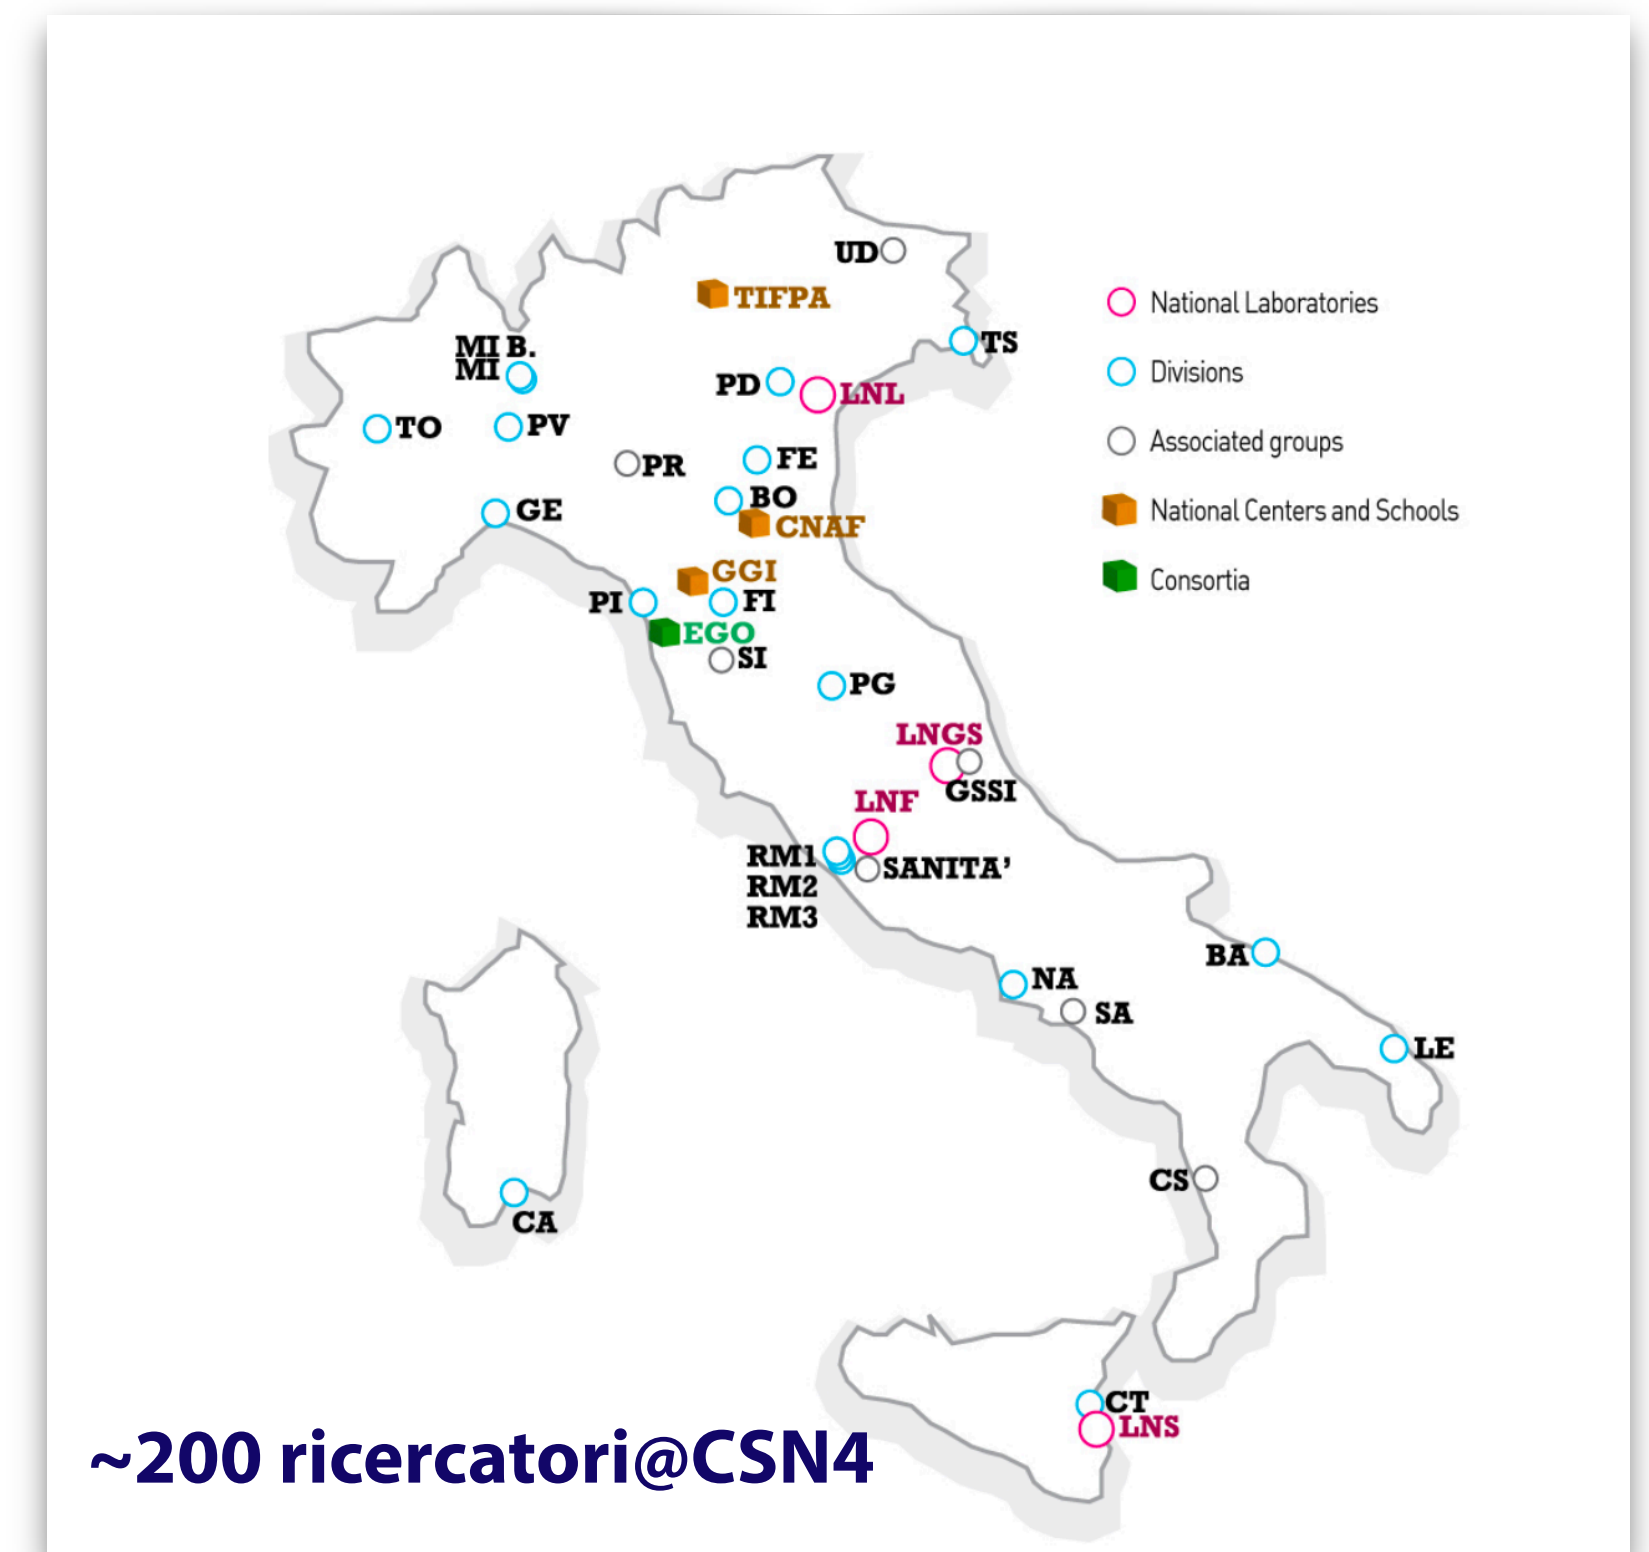 UD
TIFPA
TS
MI B.
MI
PD
LNL
TO
PV
PR
FE
BO
CNAF
GE
GGI
PI
FI
EGO
SI
PG
LNGS
GSSI
LNF
RM1
SANITA’
RM2
RM3
NA
SA
BA
LE
CS
CA
CT
LNS
National Laboratories
Divisions
Associated groups
National Centers and Schools
Consortia
~200 ricercatori@CSN4